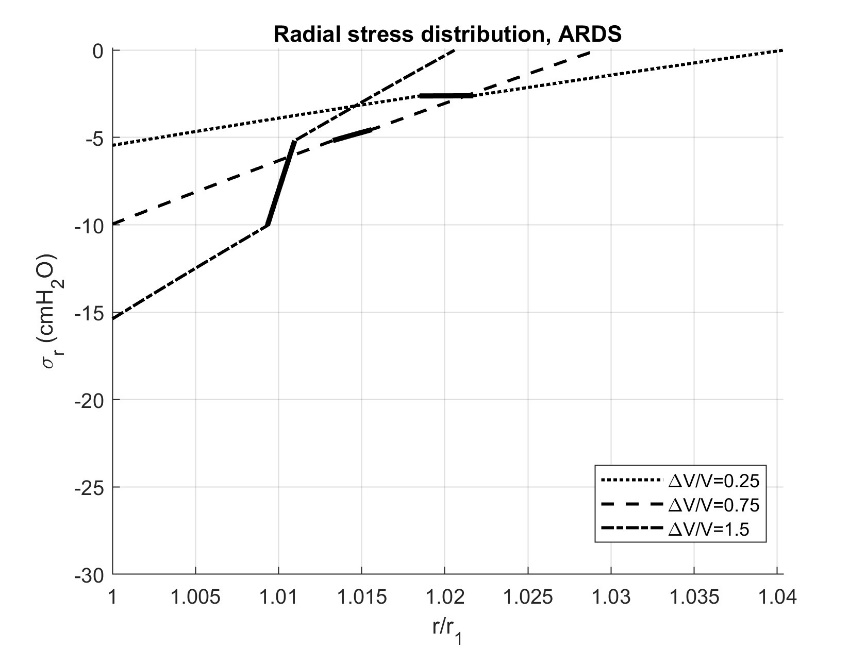 Radial stress distribution, ARDS
0
-5
-10
-15
-20
-25
-30
σr (cmH2O)
ΔV/V=0.25
ΔV/V=0.75
ΔV/V=1.5
1 1.005 1.01 1.015 1.02 1.025 1.03 1.035 1.04
r/r1